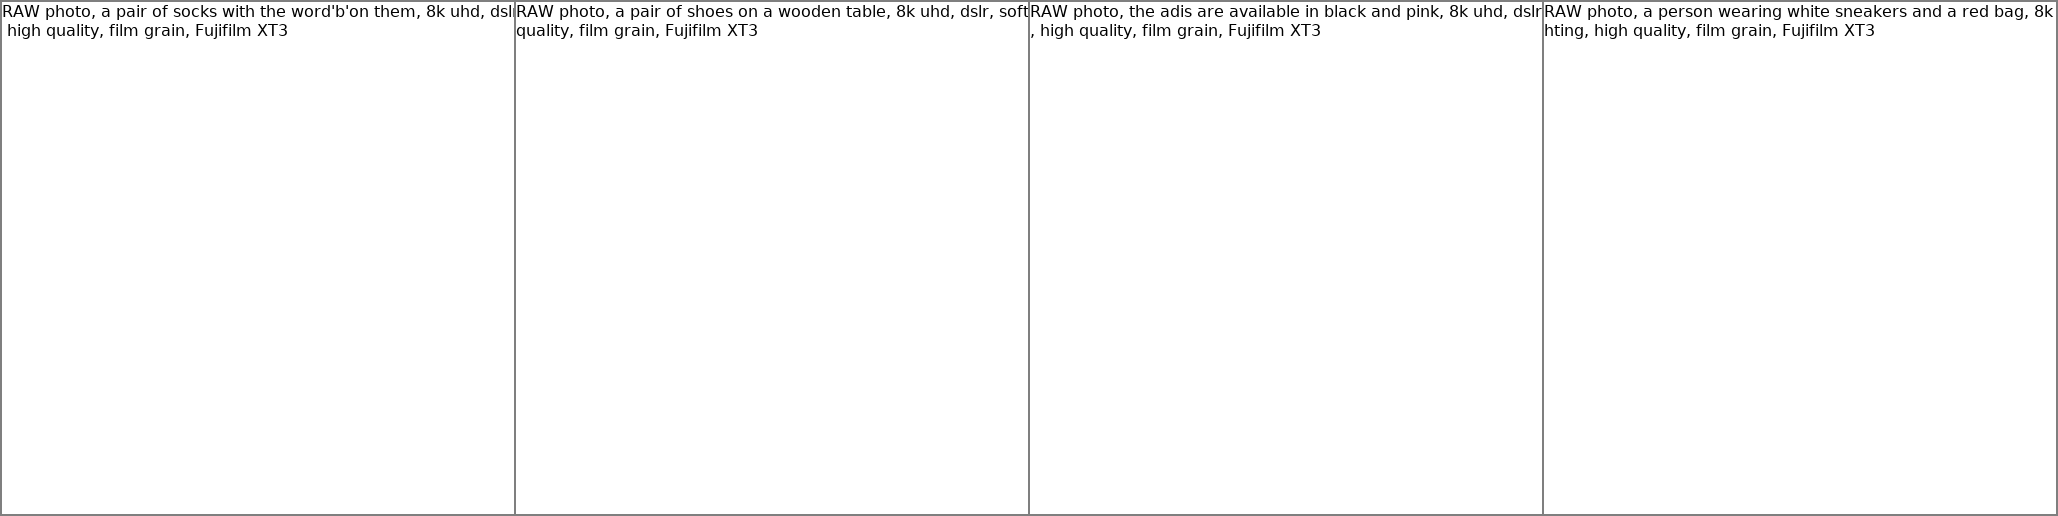 RAW photo, a pair of socks with the word'b'on them, 8k uhd, dsl
high quality, film grain, Fujifilm XT3
RAW photo, a pair of shoes on a wooden table, 8k uhd, dslr, soft
quality, film grain, Fujifilm XT3
RAW photo, the adis are available in black and pink, 8k uhd, dslr
, high quality, film grain, Fujifilm XT3
RAW photo, a person wearing white sneakers and a red bag, 8k
hting, high quality, film grain, Fujifilm XT3